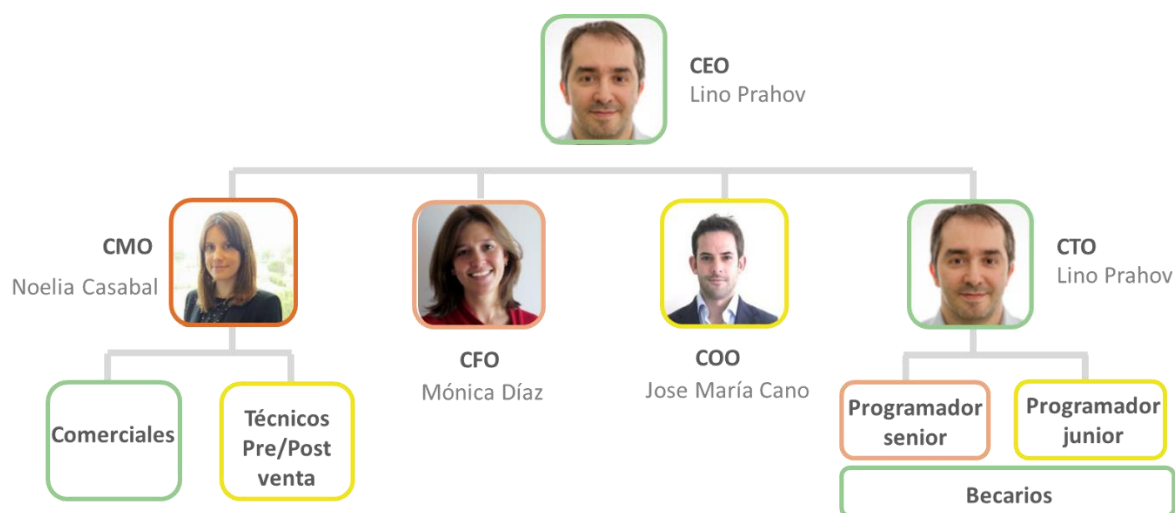 CEO
Lino Prahov
CMO
Noelia Casabal
CTO
Lino Prahov
CFO
Mónica Díaz
COO
Jose María Cano
Comerciales
Técnicos
Pre/Post
venta
Programador
senior
Programador
junior
Becarios